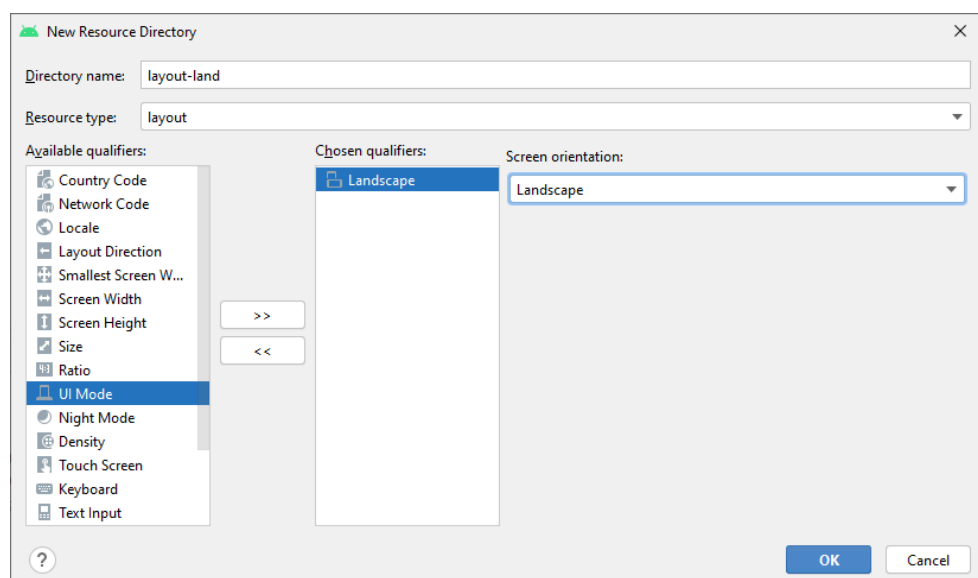 New Resource Directory
Directory name: layout-land
Resource type: layout
Available qualifiers:
Country Code
Network Code
Locale
Layout Direction
Smallest Screen W...
Screen Width
Screen Height
Size
Ratio
UI Mode
Night Mode
Density
Touch Screen
Keyboard
Text Input
>>
<<
Chosen qualifiers:
Landscape
Screen orientation:
Landscape
?
OK
Cancel